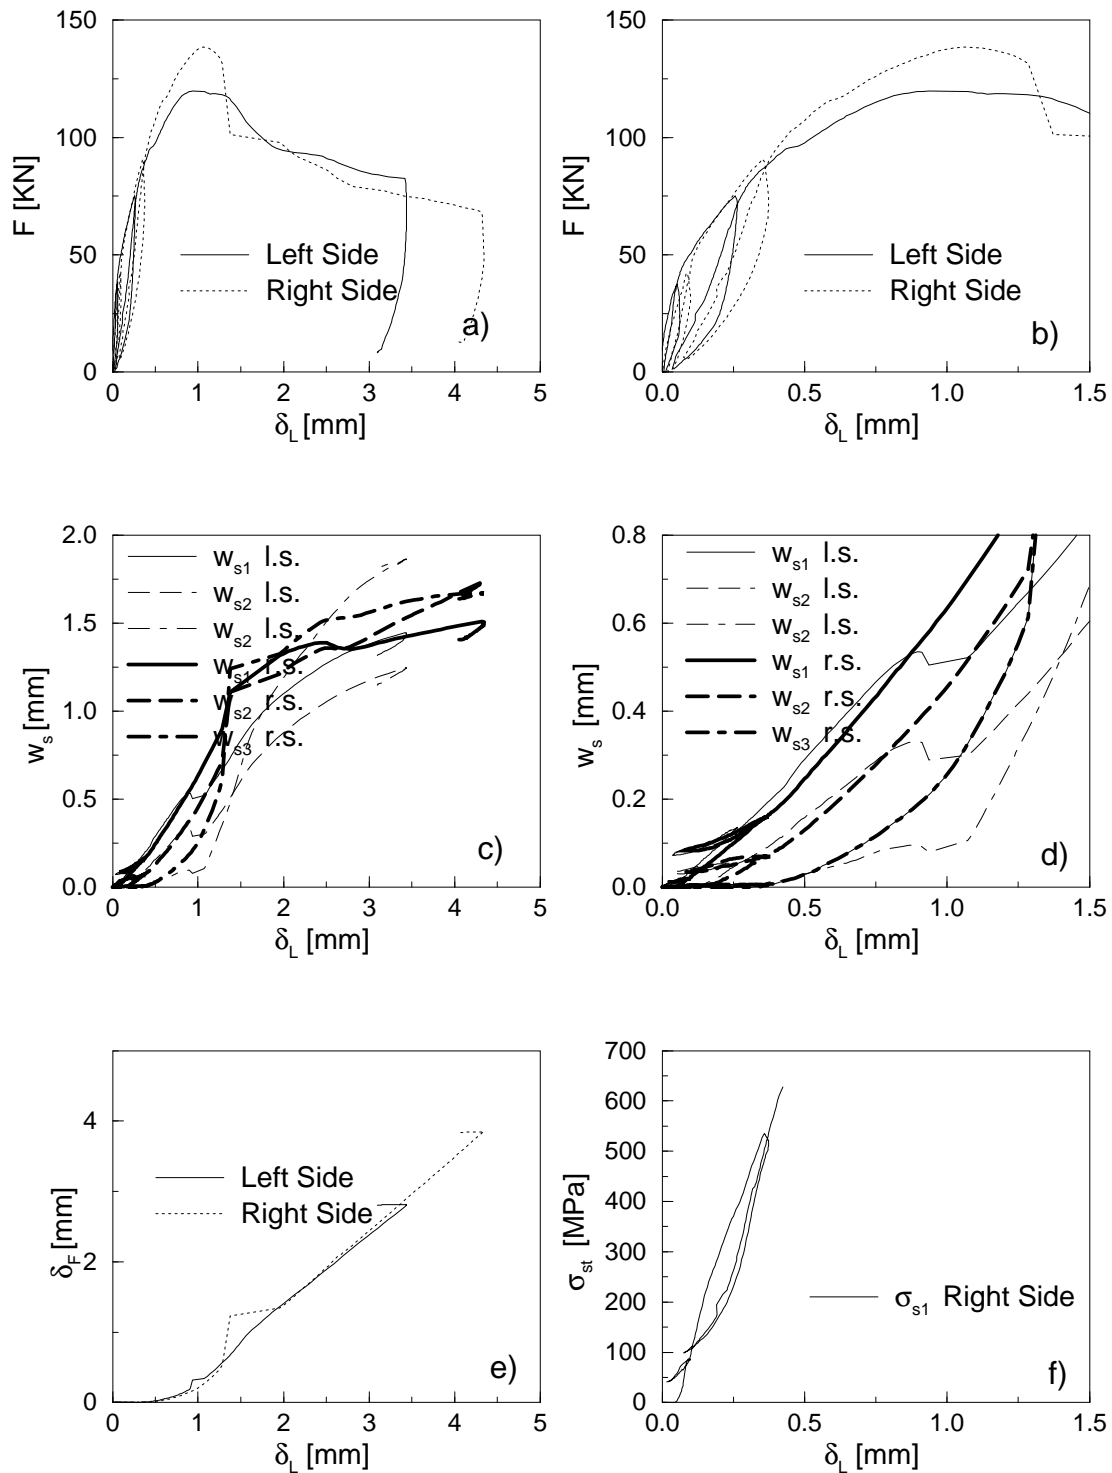 150
100
50
0
F [KN]
Left Side
Right Side
a)
0 1 2 3 4 5
δL [mm]
150
100
50
0
F [KN]
Left Side
Right Side
b)
0.0 0.5 1.0 1.5
δL [mm]
2.0
1.5
1.0
0.5
0.0
ws [mm]
ws1 l.s.
ws2 l.s.
ws2 l.s.
ws1 r.s.
ws2 r.s.
ws3 r.s.
c)
0 1 2 3 4 5
δL [mm]
0.8
0.6
0.4
0.2
0.0
ws [mm]
ws1 l.s.
ws2 l.s.
ws2 l.s.
ws1 r.s.
ws2 r.s.
ws3 r.s.
d)
0.0 0.5 1.0 1.5
δL [mm]
4
2
0
δF [mm]
Left Side
Right Side
e)
0 1 2 3 4 5
δL [mm]
700
600
500
400
300
200
100
0
σst [MPa]
σs1 Right Side
f)
0.0 0.5 1.0 1.5
δL [mm]